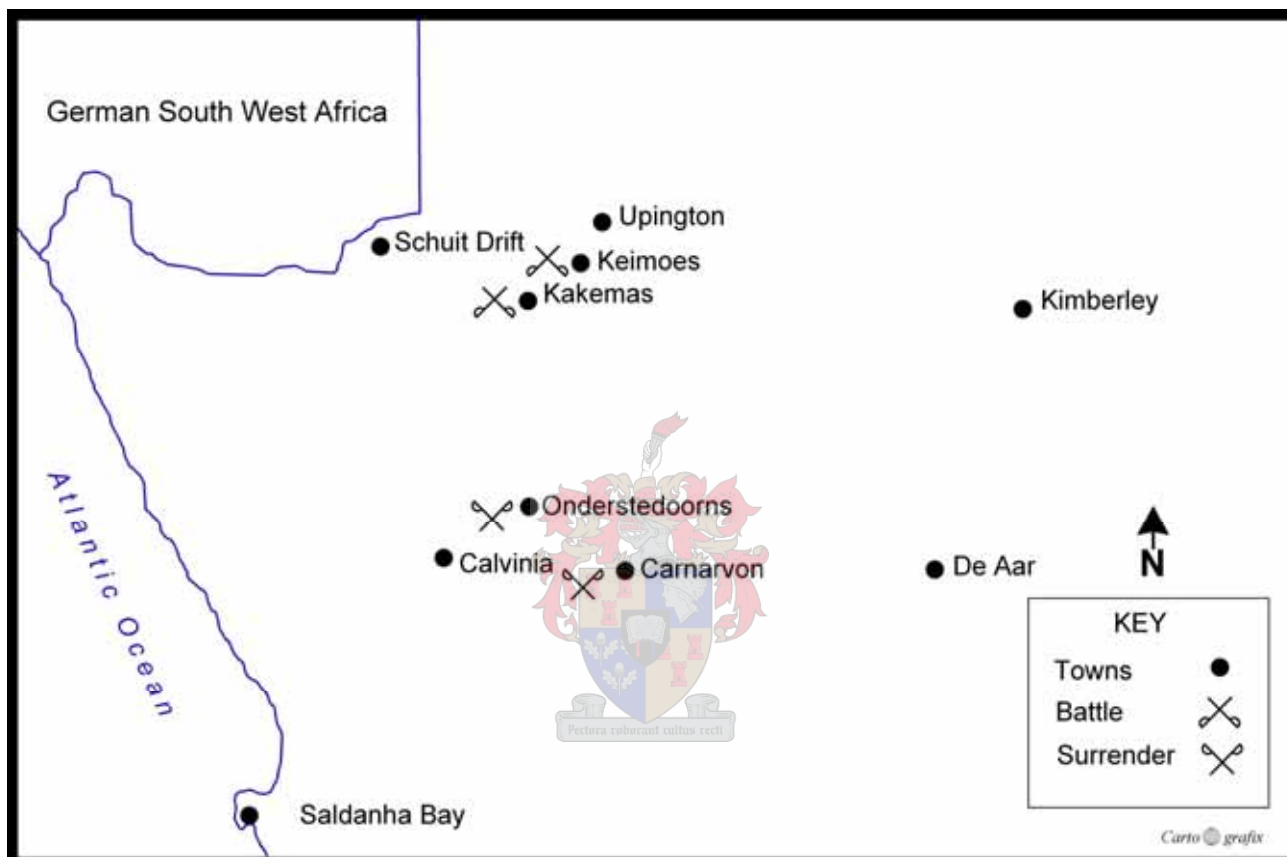 German South West Africa
Upington
Schuit Drift
Keimoes
Kakemas
Kimberley
Onderstedoorns
Calvinia
Carnarvon
De Aar
Atlantic Ocean
N
KEY
Towns
Battle
Surrender
Pectora roborant cultus recti
Saldanha Bay
Carto grafix